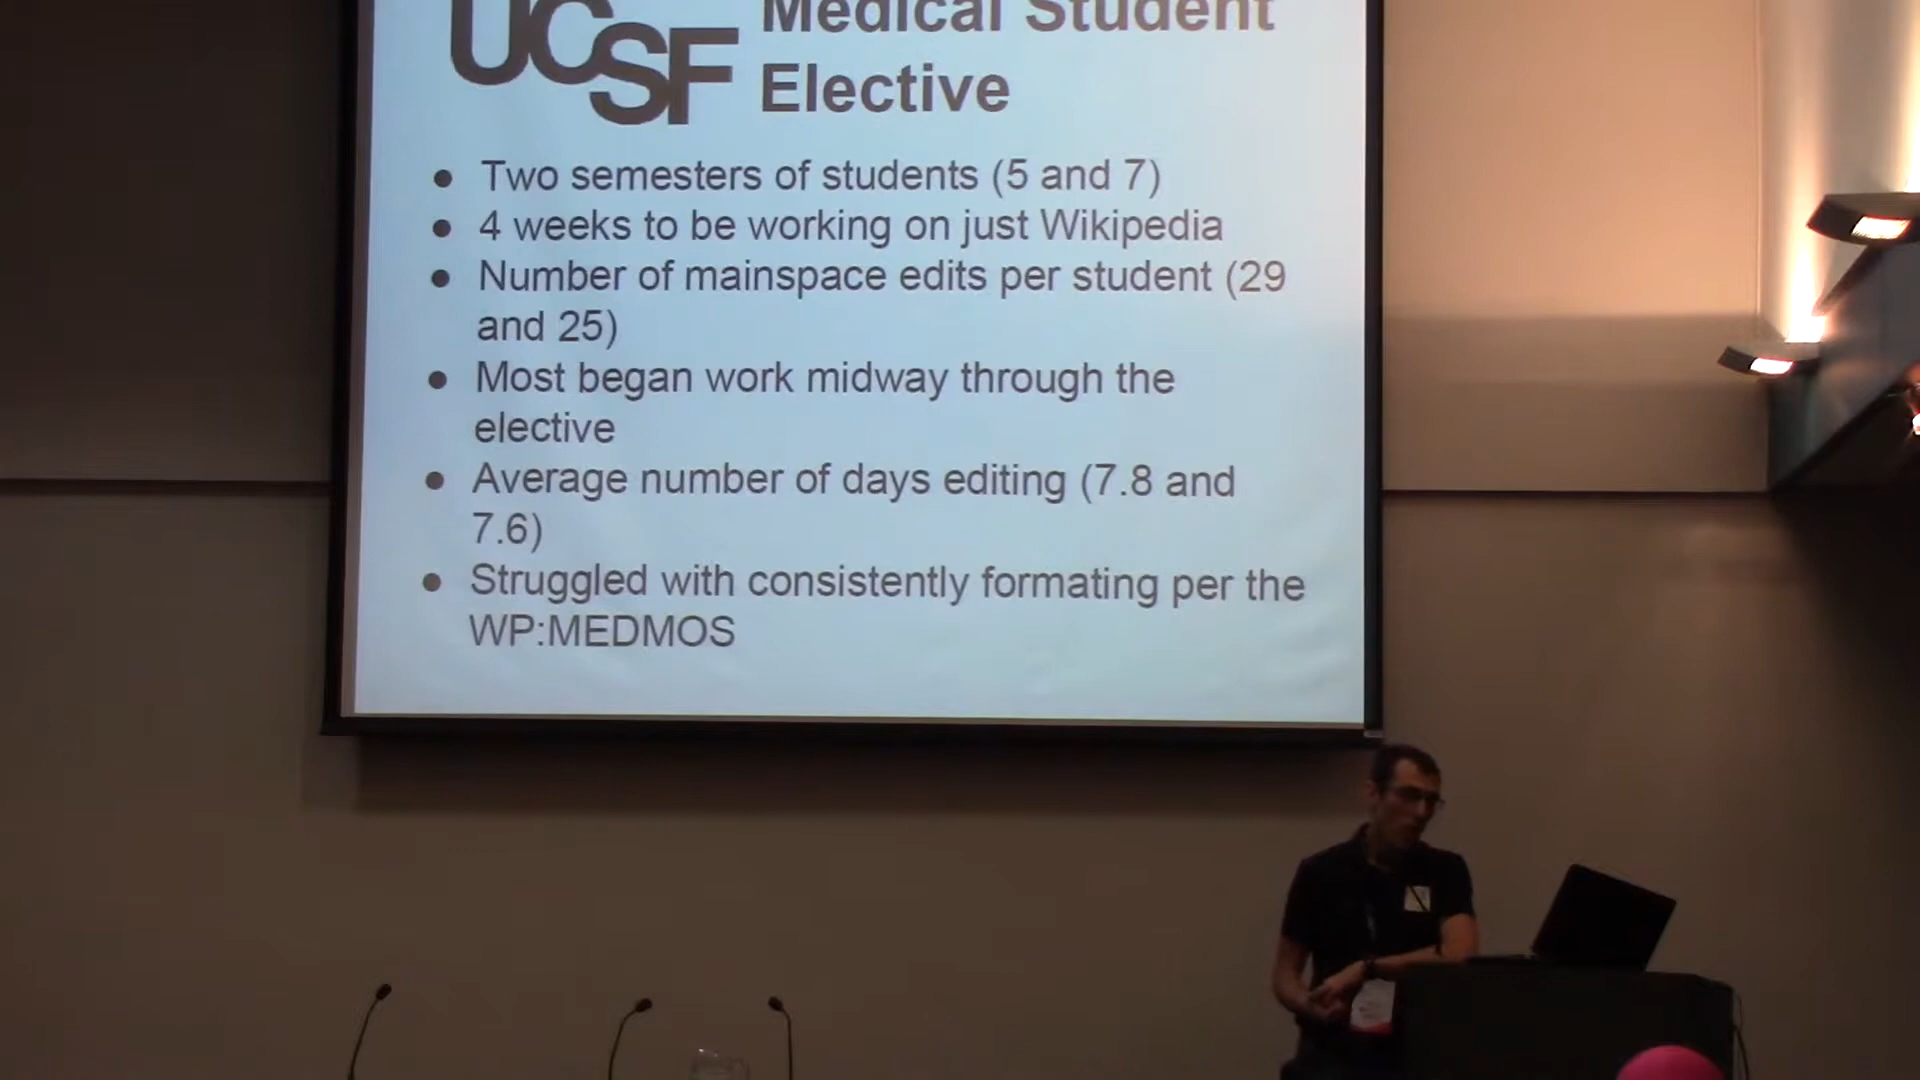 UCSF
Medical Student
Elective
● Two semesters of students (5 and 7)
● 4 weeks to be working on just Wikipedia
● Number of mainspace edits per student (29
and 25)
● Most began work midway through the
elective
● Average number of days editing (7.8 and
7.6)
● Struggled with consistently formating per the
WP:MEDMOS